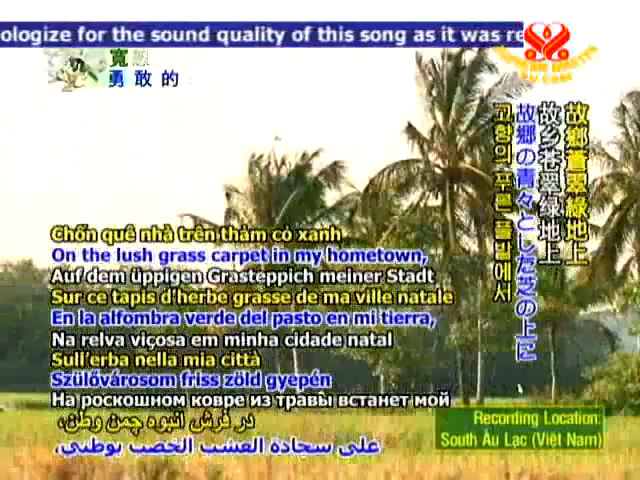 ologize for the sound quality of this song as it was re
SUPREME MASTER
TV.COM
寬
勇敢的
故鄉蒼翠綠地上
故乡苍翠绿地上
故郷の青々とした芝の上に
고향의 푸른 풀밭에서
Chốn quê nhà trên thảm cỏ xanh
On the lush grass carpet in my hometown,
Auf dem üppigen Grasteppich meiner Stadt
Sur ce tapis d'herbe grasse de ma ville natale
En la alfombra verde del pasto en mi tierra,
Na relva viçosa em minha cidade natal
Sull'erba nella mia città
Szülővárosom friss zöld gyepén
На роскошном ковре из травы встанет мой
در فرش انبوه چمن وطن،
على سجادة العشب الخصب بوطني،
Recording Location:
South Âu Lạc (Việt Nam)